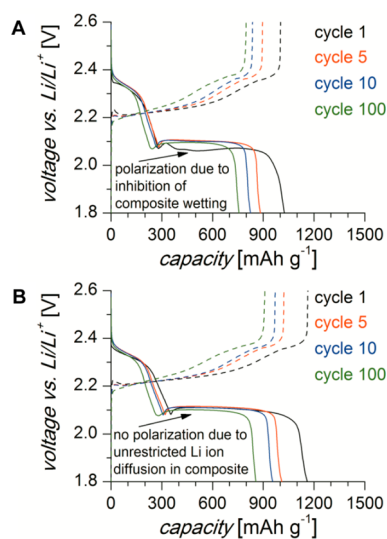 A
voltage vs. Li/Li⁺ [V]
2.6
2.4
2.2
2.0
1.8
cycle 1
cycle 5
cycle 10
cycle 100
polarization due to
inhibition of
composite wetting
0 300 600 900 1200 1500
capacity [mAh g⁻¹]
B
voltage vs. Li/Li⁺ [V]
2.6
2.4
2.2
2.0
1.8
cycle 1
cycle 5
cycle 10
cycle 100
no polarization due to
unrestricted Li ion
diffusion in composite
0 300 600 900 1200 1500
capacity [mAh g⁻¹]